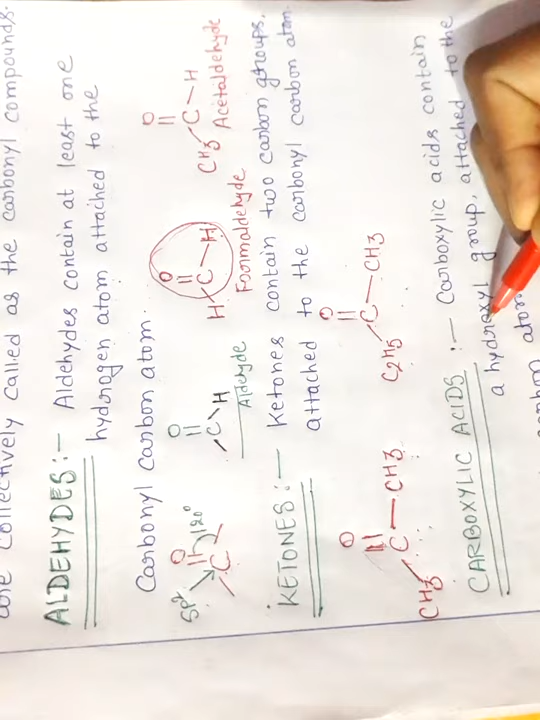 are collectively called as the carbonyl compounds.
ALDEHYDES :— Aldehydes contain at least one
hydrogen atom attached to the
Carbonyl carbon atom.
O O O O
SP² 120° C C H H C H CH3 C H
Aldehyde Formaldehyde Acetaldehyde
KETONES :— Ketones contain two carbon groups,
attached to the carbonyl carbon atom.
O O
CH3 C CH3 C2H5 C CH3
CARBOXYLIC ACIDS :— Carboxylic acids contain
a hydroxyl group, attached to the
carbon atom